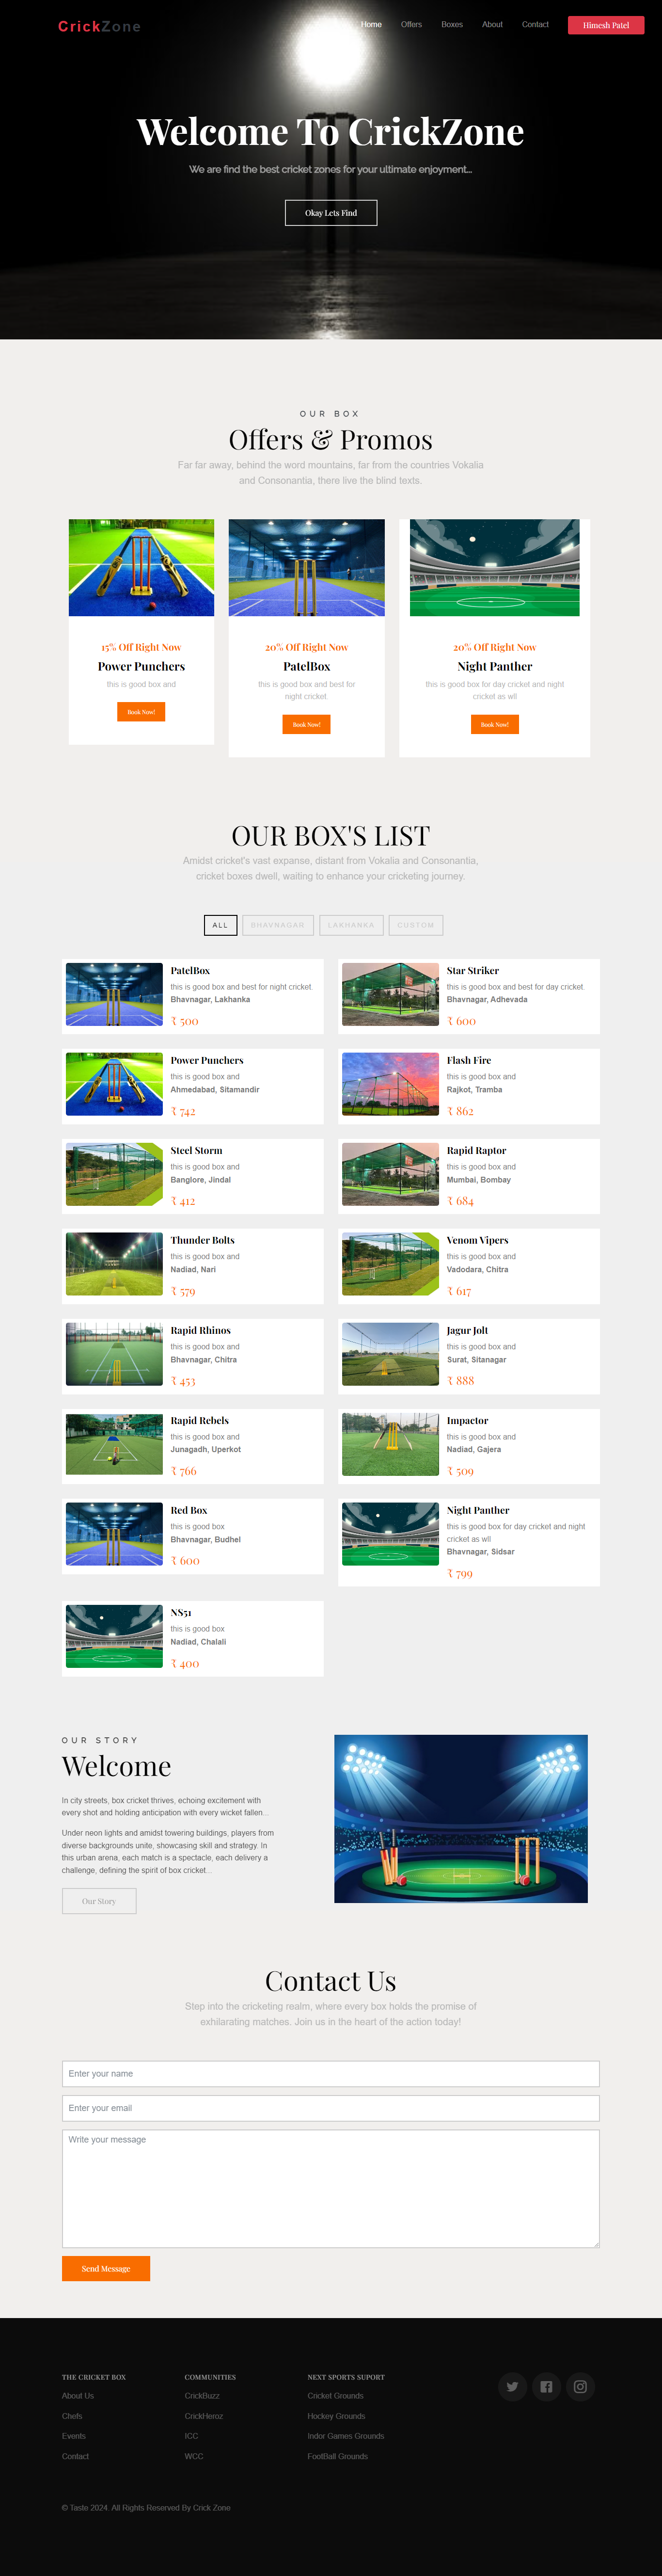 CrickZone
Home Offers Boxes About Contact Himesh Patel
Welcome To CrickZone
We are find the best cricket zones for your ultimate enjoyment...
Okay Lets Find
OUR BOX
Offers & Promos
Far far away, behind the word mountains, far from the countries Vokalia
and Consonantia, there live the blind texts.
15% Off Right Now
Power Punchers
this is good box and
Book Now!
20% Off Right Now
PatelBox
this is good box and best for
night cricket.
Book Now!
20% Off Right Now
Night Panther
this is good box for day cricket and night
cricket as wll
Book Now!
OUR BOX'S LIST
Amidst cricket's vast expanse, distant from Vokalia and Consonantia,
cricket boxes dwell, waiting to enhance your cricketing journey.
ALL BHAVNAGAR LAKHANKA CUSTOM
PatelBox
this is good box and best for night cricket.
Bhavnagar, Lakhanka
₹ 500
Star Striker
this is good box and best for day cricket.
Bhavnagar, Adhevada
₹ 600
Power Punchers
this is good box and
Ahmedabad, Sitamandir
₹ 742
Flash Fire
this is good box and
Rajkot, Tramba
₹ 862
Steel Storm
this is good box and
Banglore, Jindal
₹ 412
Rapid Raptor
this is good box and
Mumbai, Bombay
₹ 684
Thunder Bolts
this is good box and
Nadiad, Nari
₹ 579
Venom Vipers
this is good box and
Vadodara, Chitra
₹ 617
Rapid Rhinos
this is good box and
Bhavnagar, Chitra
₹ 453
Jagur Jolt
this is good box and
Surat, Sitanagar
₹ 888
Rapid Rebels
this is good box and
Junagadh, Uperkot
₹ 766
Impactor
this is good box and
Nadiad, Gajera
₹ 509
Red Box
this is good box
Bhavnagar, Budhel
₹ 600
Night Panther
this is good box for day cricket and night
cricket as wll
Bhavnagar, Sidsar
₹ 799
NS51
this is good box
Nadiad, Chalali
₹ 400
OUR STORY
Welcome
In city streets, box cricket thrives, echoing excitement with
every shot and holding anticipation with every wicket fallen...
Under neon lights and amidst towering buildings, players from
diverse backgrounds unite, showcasing skill and strategy. In
this urban arena, each match is a spectacle, each delivery a
challenge, defining the spirit of box cricket...
Our Story
Contact Us
Step into the cricketing realm, where every box holds the promise of
exhilarating matches. Join us in the heart of the action today!
Enter your name
Enter your email
Write your message
Send Message
THE CRICKET BOX
About Us
Chefs
Events
Contact
COMMUNITIES
CrickBuzz
CrickHeroz
ICC
WCC
NEXT SPORTS SUPORT
Cricket Grounds
Hockey Grounds
Indor Games Grounds
FootBall Grounds
© Taste 2024. All Rights Reserved By Crick Zone